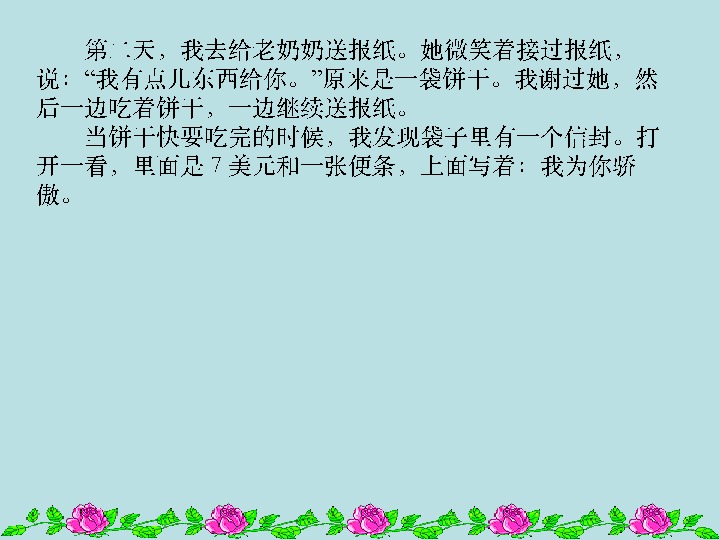 第二天，我去给老奶奶送报纸。她微笑着接过报纸，
说：“我有点儿东西给你。”原来是一袋饼干。我谢过她，然
后一边吃着饼干，一边继续送报纸。
当饼干快要吃完的时候，我发现袋子里有一个信封。打
开一看，里面是7美元和一张便条，上面写着：我为你骄
傲。